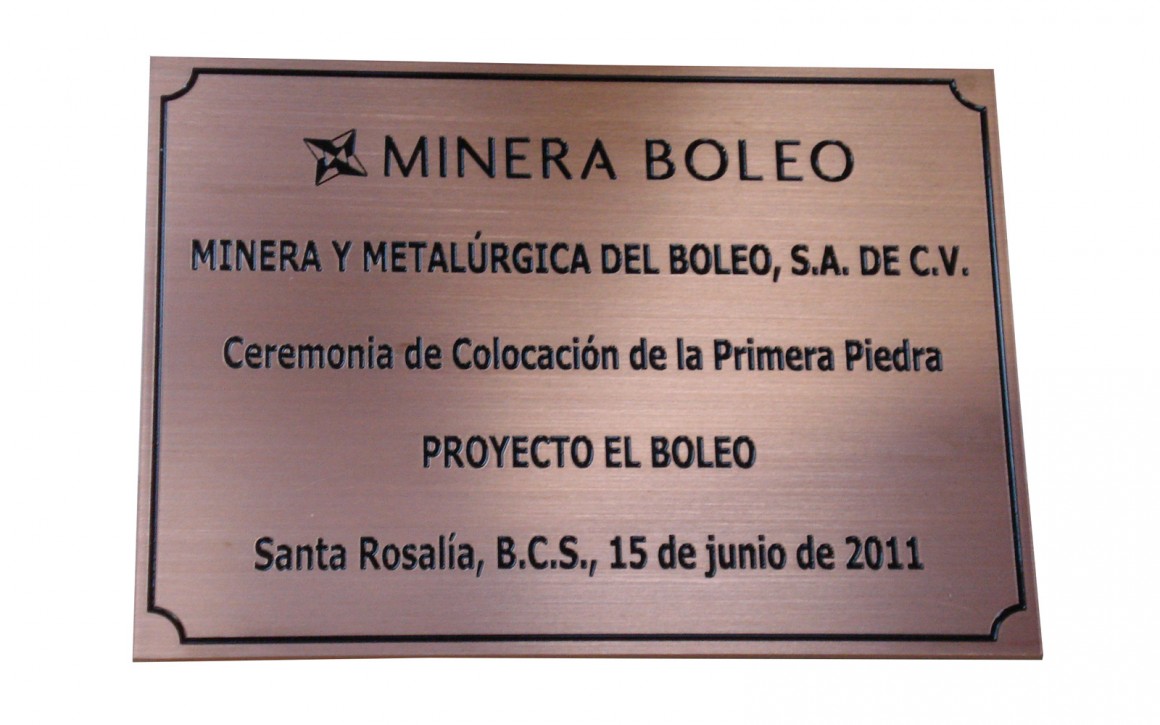 MINERA BOLEO
MINERA Y METALÚRGICA DEL BOLEO, S.A. DE C.V.
Ceremonia de Colocación de la Primera Piedra
PROYECTO EL BOLEO
Santa Rosalía, B.C.S., 15 de junio de 2011